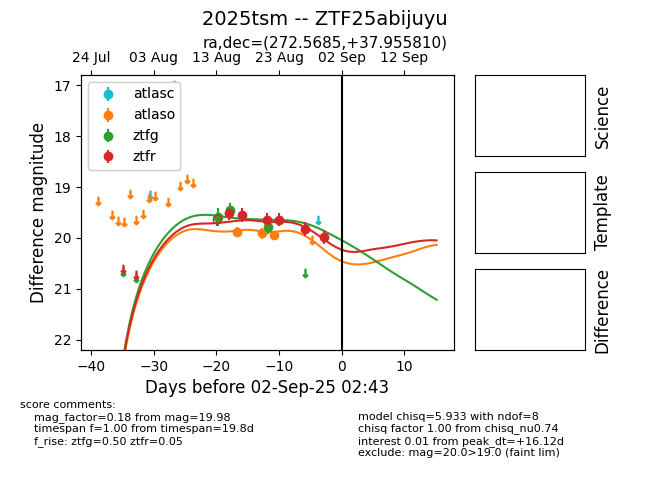 2025tsm -- ZTF25abijuyu
ra,dec=(272.5685,+37.955810)
24 Jul 03 Aug 13 Aug 23 Aug 02 Sep 12 Sep
atlasc
atlaso
ztfg
ztfr
17
18
19
20
21
22
Difference magnitude
−40 −30 −20 −10 0 10
Days before 02-Sep-25 02:43
Science
Template
Difference
score comments:
mag_factor=0.18 from mag=19.98
timespan f=1.00 from timespan=19.8d
f_rise: ztfg=0.50 ztfr=0.05
model chisq=5.933 with ndof=8
chisq factor 1.00 from chisq_nu0.74
interest 0.01 from peak_dt=+16.12d
exclude: mag=20.0>19.0 (faint lim)